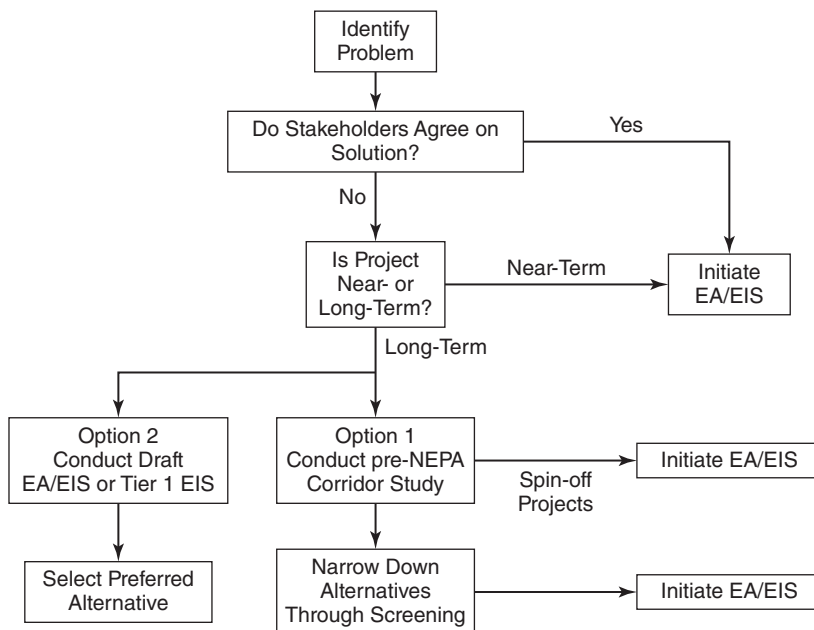 Identify
Problem
Do Stakeholders Agree on
Solution?
Yes
No
Is Project
Near- or
Long-Term?
Near-Term
Initiate
EA/EIS
Long-Term
Option 2
Conduct Draft
EA/EIS or Tier 1 EIS
Option 1
Conduct pre-NEPA
Corridor Study
Spin-off
Projects
Initiate EA/EIS
Select Preferred
Alternative
Narrow Down
Alternatives
Through Screening
Initiate EA/EIS